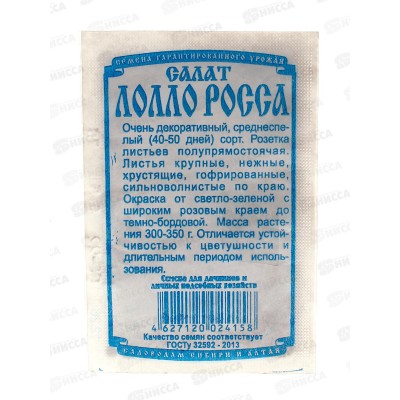 СЕМЕНА ГАРАНТИРОВАННОГО УРОЖАЯ
САЛАТ
ЛОЛЛО РОССА
Очень декоративный, среднеспе-
лый (40-50 дней) сорт. Розетка
листьев полупрямостоячая.
Листья крупные, нежные,
хрустящие, гофрированные,
сильноволнистые по краю.
Окраска от светло-зеленой с
широким розовым краем до
темно-бордовой. Масса расте-
ния 300-350 г. Отличается устой-
чивостью к цветушности и
длительным периодом исполь-
зования.
Семена для дачников и
личных подсобных хозяйств
4 627120 024158
Качество семян соответствует
ГОСТу 32592 - 2013
САДОРОДАМ СИБИРИ И АЛТАЯ